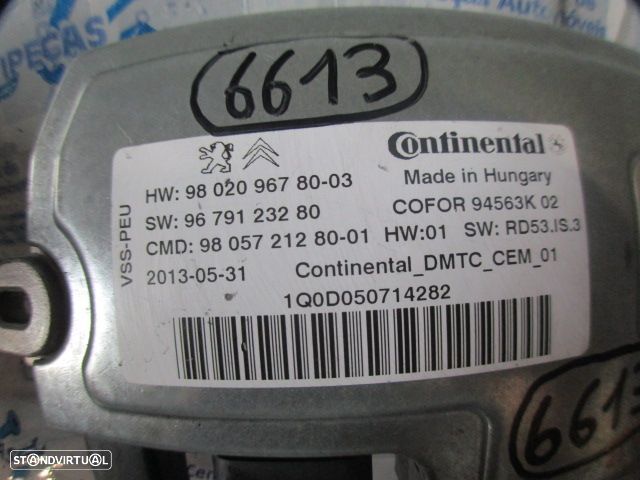 6613
Continental
HW: 98 020 967 80-03
Made in Hungary
SW: 96 791 232 80
COFOR 94563K 02
CMD: 98 057 212 80-01 HW:01 SW: RD53.IS.3
2013-05-31 Continental_DMTC_CEM_01
1Q0D050714282
VSS-PEU
6613
STANDVIRTUAL